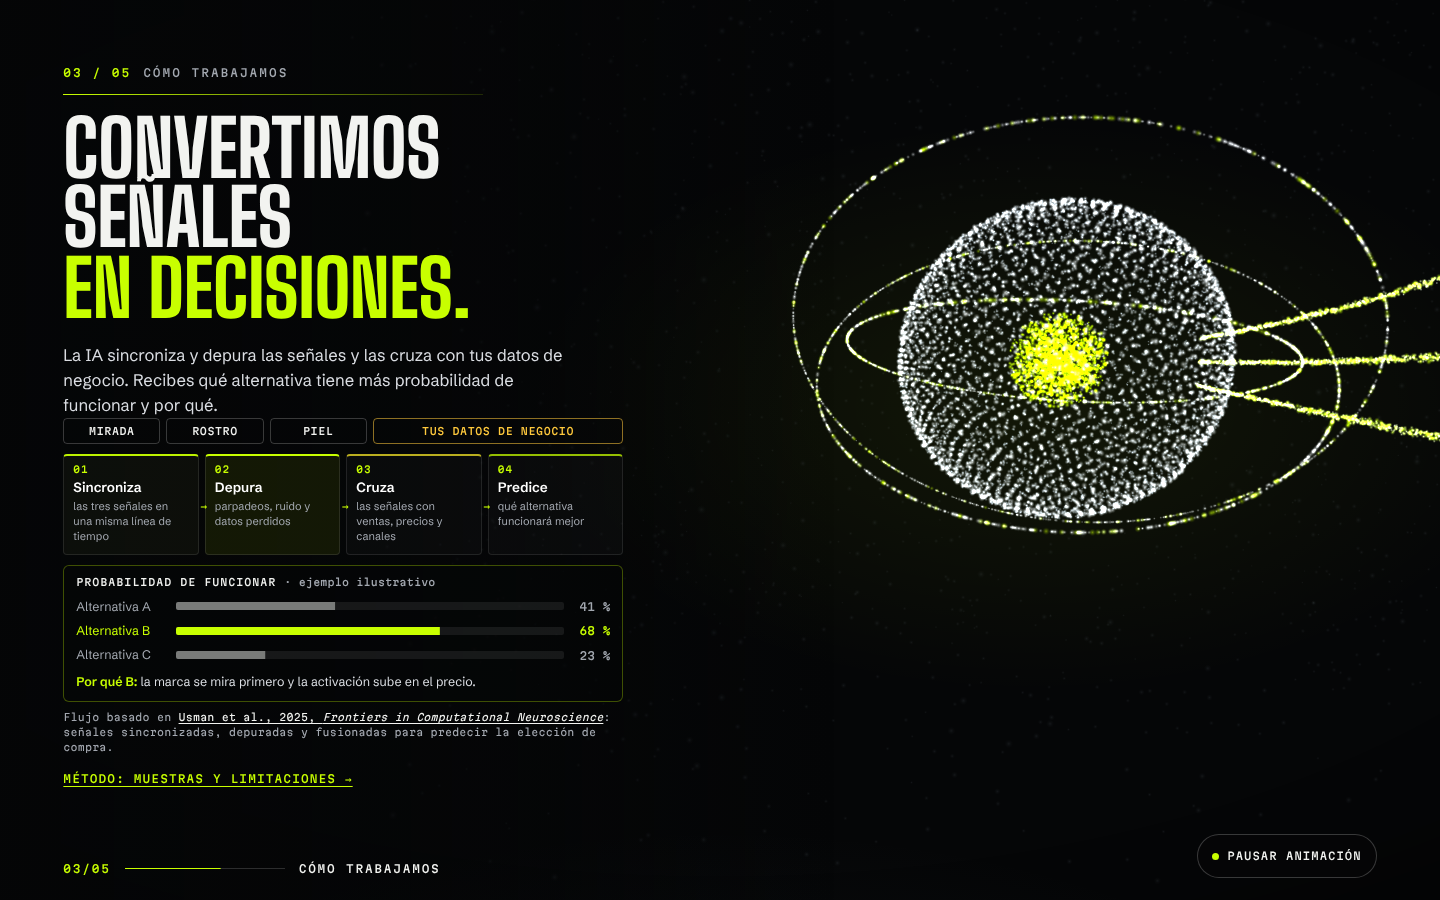 03 / 05 CÓMO TRABAJAMOS
CONVERTIMOS
SEÑALES
EN DECISIONES.
La IA sincroniza y depura las señales y las cruza con tus datos de
negocio. Recibes qué alternativa tiene más probabilidad de
funcionar y por qué.
MIRADA ROSTRO PIEL TUS DATOS DE NEGOCIO
01
Sincroniza
las tres señales en
una misma línea de
tiempo
→
02
Depura
parpadeos, ruido y
datos perdidos
→
03
Cruza
las señales con
ventas, precios y
canales
→
04
Predice
qué alternativa
funcionará mejor
PROBABILIDAD DE FUNCIONAR · ejemplo ilustrativo
Alternativa A 41 %
Alternativa B 68 %
Alternativa C 23 %
Por qué B: la marca se mira primero y la activación sube en el precio.
Flujo basado en Usman et al., 2025, Frontiers in Computational Neuroscience:
señales sincronizadas, depuradas y fusionadas para predecir la elección de
compra.
MÉTODO: MUESTRAS Y LIMITACIONES →
03/05 CÓMO TRABAJAMOS
PAUSAR ANIMACIÓN